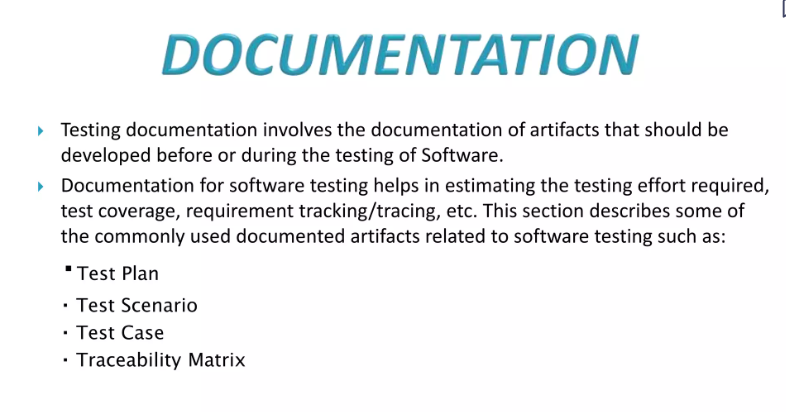 DOCUMENTATION
Testing documentation involves the documentation of artifacts that should be
developed before or during the testing of Software.
Documentation for software testing helps in estimating the testing effort required,
test coverage, requirement tracking/tracing, etc. This section describes some of
the commonly used documented artifacts related to software testing such as:
Test Plan
Test Scenario
Test Case
Traceability Matrix